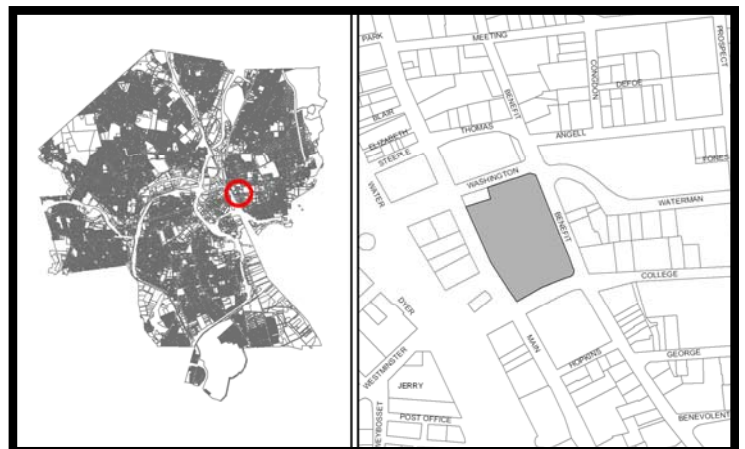 PARK
MEETING
PROSPECT
CONGDON
DEFOE
BENEFIT
BLAIR
THOMAS
ANGELL
ELIZABETH
STEEPLE
WASHINGTON
WATER
WATERMAN
BENEFIT
COLLEGE
DYER
MAIN
HOPKINS
GEORGE
WESTMINSTER
JERRY
POST OFFICE
BENEVOLENT